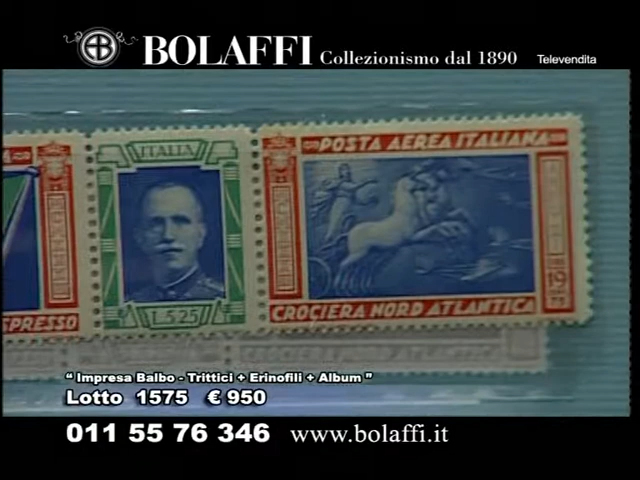 BOLAFFI Collezionismo dal 1890 Televendita
ITALIA
POSTA AEREA ITALIANA
L.5.25
SPRESSO
CROCIERA NORD ATLANTICA
“ Impresa Balbo - Trittici + Erinofili + Album ”
Lotto 1575 € 950
011 55 76 346 www.bolaffi.it